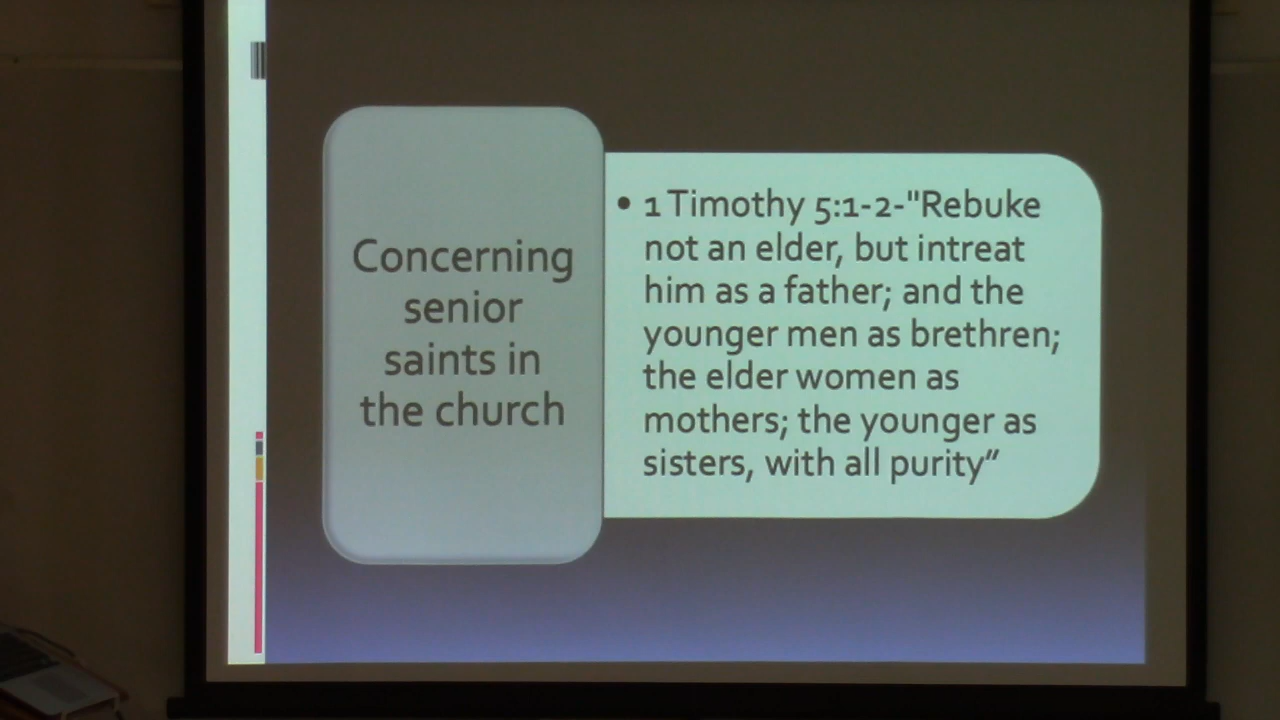 Concerning
senior
saints in
the church
• 1 Timothy 5:1-2-"Rebuke
not an elder, but intreat
him as a father; and the
younger men as brethren;
the elder women as
mothers; the younger as
sisters, with all purity”